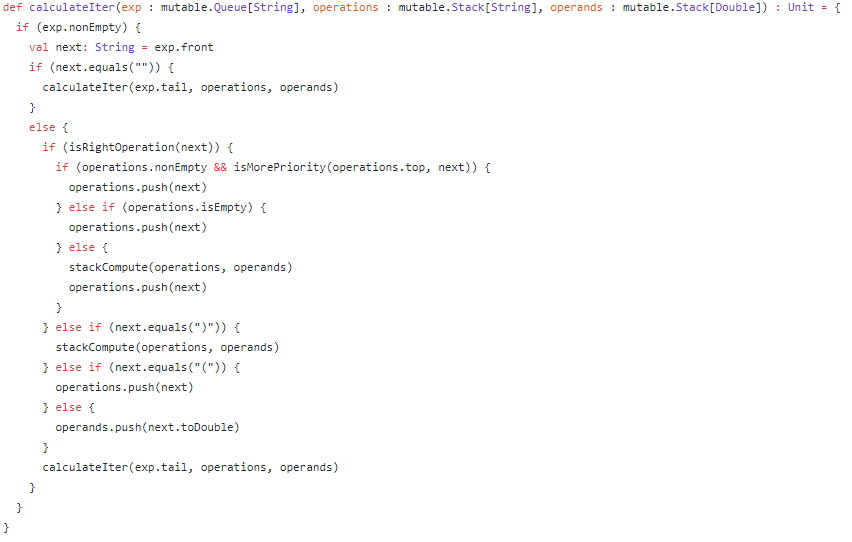 def calculateIter(exp : mutable.Queue[String], operations : mutable.Stack[String], operands : mutable.Stack[Double]) : Unit = {
  if (exp.nonEmpty) {
    val next: String = exp.front
    if (next.equals("")) {
      calculateIter(exp.tail, operations, operands)
    }
    else {
      if (isRightOperation(next)) {
        if (operations.nonEmpty && isMorePriority(operations.top, next)) {
          operations.push(next)
        } else if (operations.isEmpty) {
          operations.push(next)
        } else {
          stackCompute(operations, operands)
          operations.push(next)
        }
      } else if (next.equals(")")) {
        stackCompute(operations, operands)
      } else if (next.equals("(")) {
        operations.push(next)
      } else {
        operands.push(next.toDouble)
      }
      calculateIter(exp.tail, operations, operands)
    }
  }
}